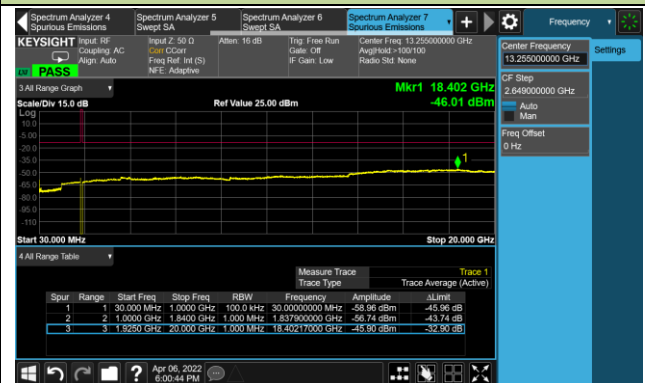 Spectrum Analyzer 4
Spurious Emissions
Spectrum Analyzer 5
Swept SA
Spectrum Analyzer 6
Swept SA
Spectrum Analyzer 7
Spurious Emissions
Frequency
KEYSIGHT
Input: RF
Coupling: AC
Align: Auto
Input Z: 50 Ω
Corr CCorr
Freq Ref: Int (S)
NFE: Adaptive
Atten: 16 dB
Trig: Free Run
Gate: Off
IF Gain: Low
Center Freq: 13.255000000 GHz
Avg|Hold:>100/100
Radio Std: None
PASS
Center Frequency
13.255000000 GHz
Settings
CF Step
2.649000000 GHz
Auto
Man
Freq Offset
0 Hz
3 All Range Graph
Mkr1 18.402 GHz
Scale/Div 15.0 dB
Ref Value 25.00 dBm
-46.01 dBm
Log
10.0
-5.00
-20.0
-35.0
-50.0
-65.0
-80.0
-95.0
-110
1
Start 30.000 MHz
Stop 20.000 GHz
4 All Range Table
Measure Trace Trace 1
Trace Type Trace Average (Active)
Spur Range Start Freq Stop Freq RBW Frequency Amplitude ΔLimit
1 1 30.000 MHz 1.0000 GHz 100.0 kHz 30.00000000 MHz -58.96 dBm -45.96 dB
2 2 1.0000 GHz 1.8400 GHz 1.000 MHz 1.837900000 GHz -56.74 dBm -43.74 dB
3 3 1.9250 GHz 20.000 GHz 1.000 MHz 18.40217000 GHz -45.90 dBm -32.90 dB
Apr 06, 2022
6:00:44 PM